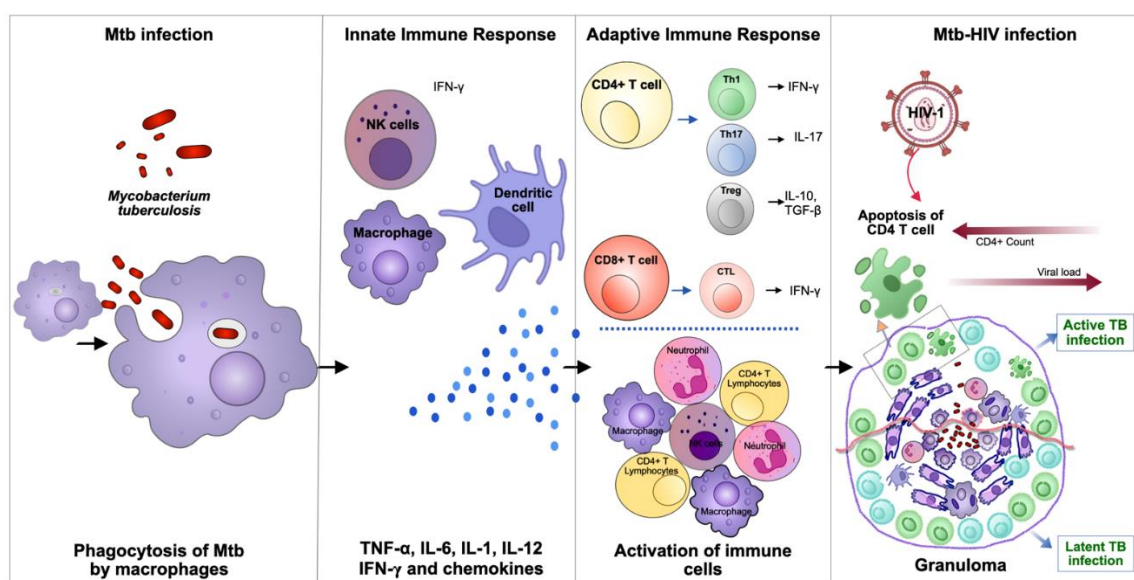 Mtb infection
Mycobacterium
tuberculosis
Phagocytosis of Mtb
by macrophages
Innate Immune Response
IFN-γ
NK cells
Dendritic
cell
Macrophage
TNF-α, IL-6, IL-1, IL-12
IFN-γ and chemokines
Adaptive Immune Response
CD4+ T cell
Th1
IFN-γ
Th17
IL-17
Treg
IL-10,
TGF-β
CD8+ T cell
CTL
IFN-γ
Neutrophil
CD4+ T
Lymphocytes
Macrophage
NK cells
Neutrophil
CD4+ T
Lymphocytes
Macrophage
Activation of immune
cells
Mtb-HIV infection
HIV-1
Apoptosis of
CD4 T cell
CD4+ Count
Viral load
Active TB
infection
Latent TB
infection
Granuloma